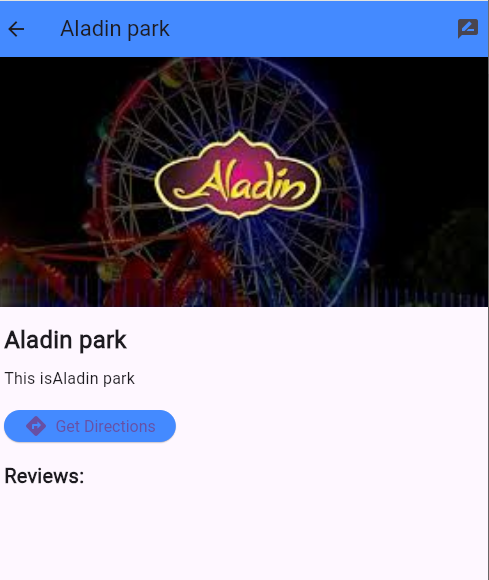 Aladin park
Aladin
Aladin park
This isAladin park
Get Directions
Reviews: